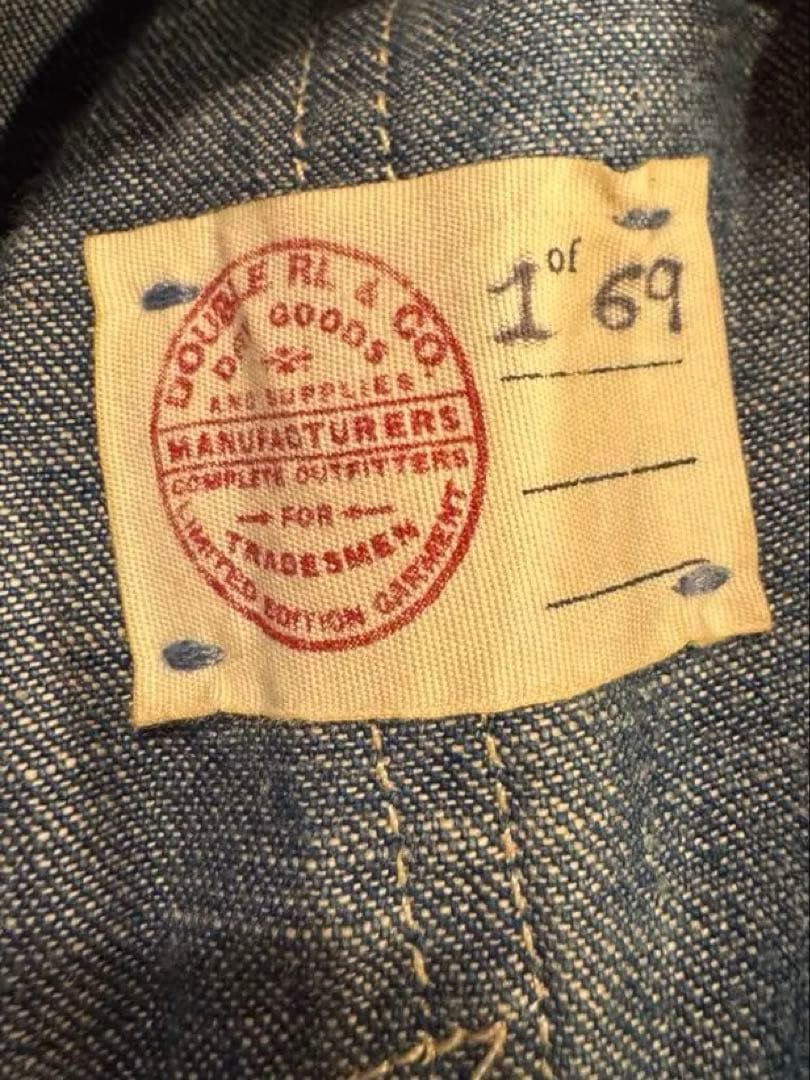 DOUBLE RL & CO.
DRY GOODS
AND SUPPLIES
MANUFACTURERS
COMPLETE OUTFITTERS
FOR
TRADESMEN
LIMITED EDITION GARMENT
1 of 69